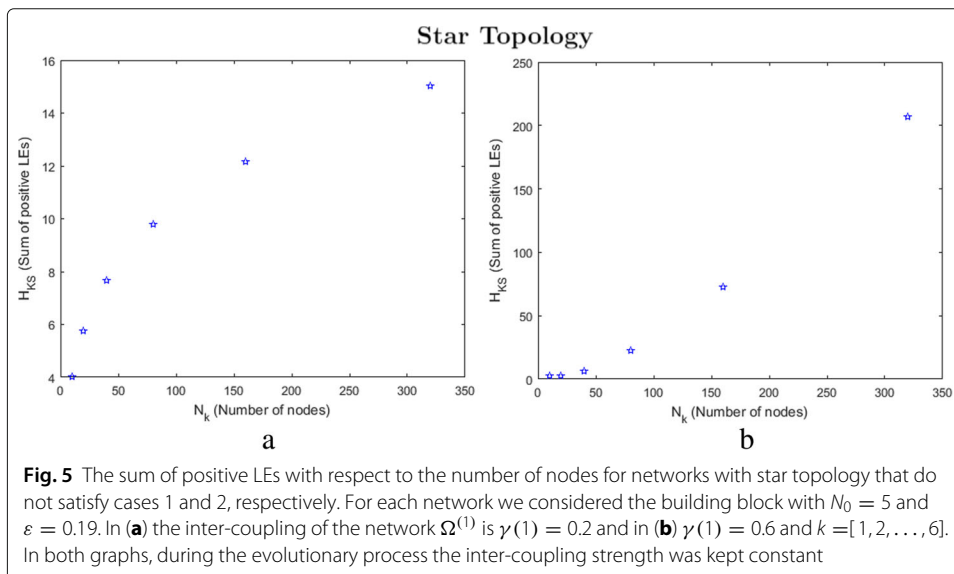 Star Topology
16
14
12
10
8
6
4
0
50
100
150
200
250
300
350
H_KS (Sum of positive LEs)
N_k (Number of nodes)
a
250
200
150
100
50
0
0
50
100
150
200
250
300
350
H_KS (Sum of positive LEs)
N_k (Number of nodes)
b
Fig. 5 The sum of positive LEs with respect to the number of nodes for networks with star topology that do
not satisfy cases 1 and 2, respectively. For each network we considered the building block with N₀ = 5 and
ε = 0.19. In (a) the inter-coupling of the network Ω⁽¹⁾ is γ(1) = 0.2 and in (b) γ(1) = 0.6 and k =[1, 2, . . . , 6].
In both graphs, during the evolutionary process the inter-coupling strength was kept constant